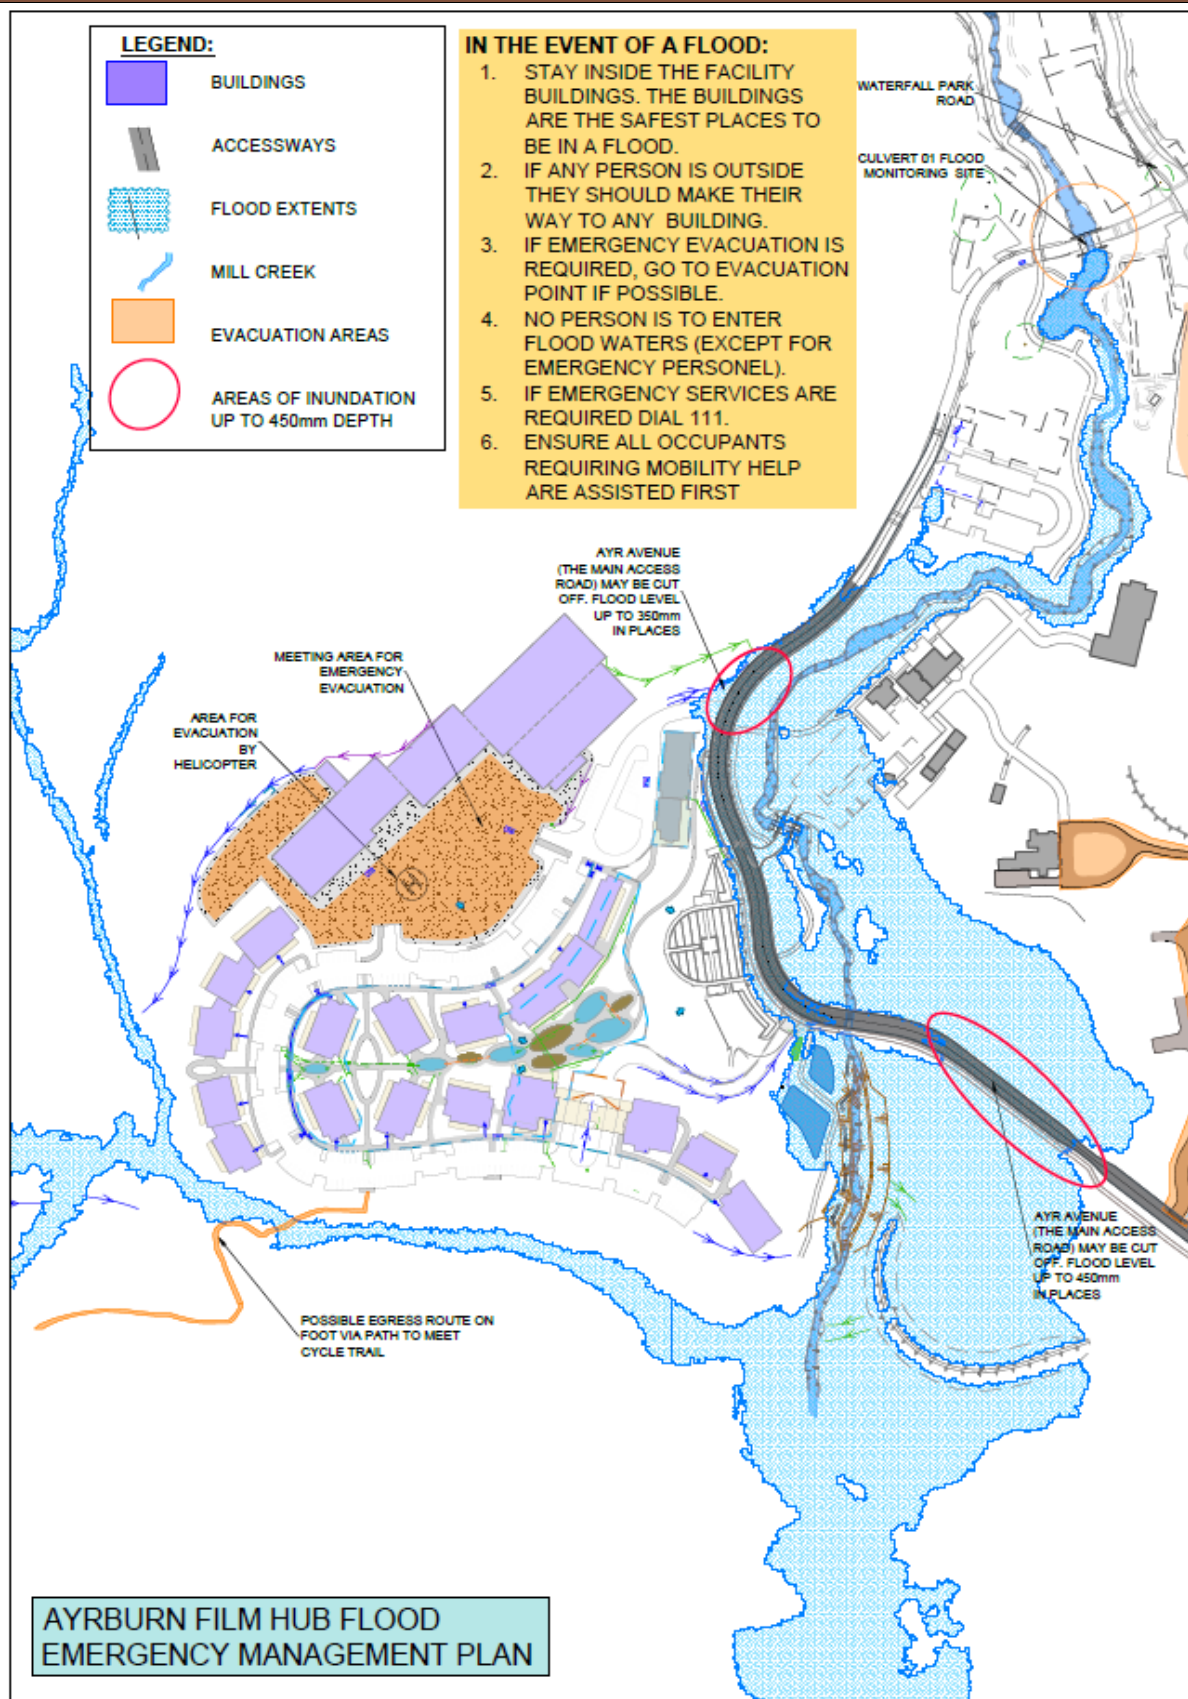 LEGEND:
BUILDINGS
ACCESSWAYS
FLOOD EXTENTS
MILL CREEK
EVACUATION AREAS
AREAS OF INUNDATION
UP TO 450mm DEPTH
IN THE EVENT OF A FLOOD:
1. STAY INSIDE THE FACILITY
BUILDINGS. THE BUILDINGS
ARE THE SAFEST PLACES TO
BE IN A FLOOD.
2. IF ANY PERSON IS OUTSIDE
THEY SHOULD MAKE THEIR
WAY TO ANY BUILDING.
3. IF EMERGENCY EVACUATION IS
REQUIRED, GO TO EVACUATION
POINT IF POSSIBLE.
4. NO PERSON IS TO ENTER
FLOOD WATERS (EXCEPT FOR
EMERGENCY PERSONEL).
5. IF EMERGENCY SERVICES ARE
REQUIRED DIAL 111.
6. ENSURE ALL OCCUPANTS
REQUIRING MOBILITY HELP
ARE ASSISTED FIRST
WATERFALL PARK
ROAD
CULVERT 01 FLOOD
MONITORING SITE
AYR AVENUE
(THE MAIN ACCESS
ROAD) MAY BE CUT
OFF. FLOOD LEVEL
UP TO 350mm
IN PLACES
MEETING AREA FOR
EMERGENCY
EVACUATION
AREA FOR
EVACUATION
BY
HELICOPTER
H
AYR AVENUE
(THE MAIN ACCESS
ROAD) MAY BE CUT
OFF. FLOOD LEVEL
UP TO 450mm
IN PLACES
POSSIBLE EGRESS ROUTE ON
FOOT VIA PATH TO MEET
CYCLE TRAIL
AYRBURN FILM HUB FLOOD
EMERGENCY MANAGEMENT PLAN